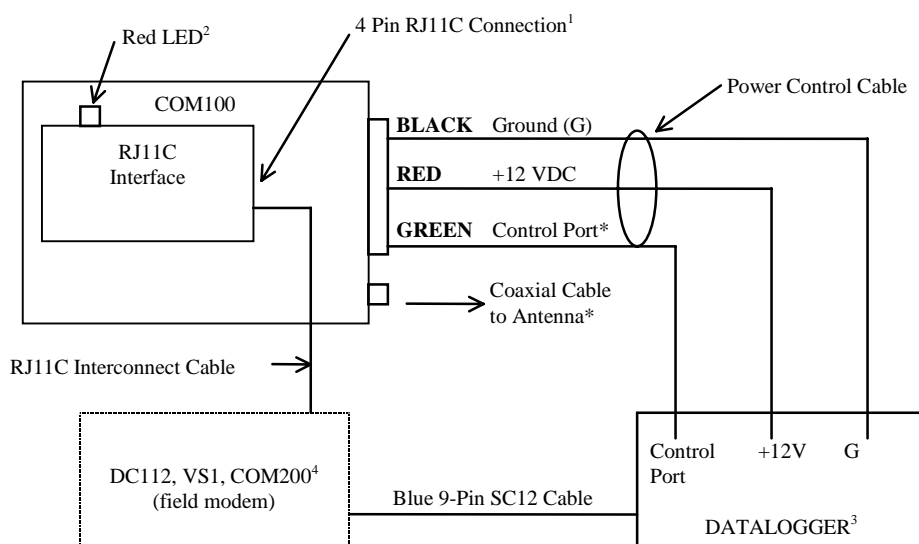 Red LED²
4 Pin RJ11C Connection¹
COM100
Power Control Cable
RJ11C
Interface
BLACK Ground (G)
RED +12 VDC
GREEN Control Port*
Coaxial Cable
to Antenna*
RJ11C Interconnect Cable
DC112, VS1, COM200⁴
(field modem)
Blue 9-Pin SC12 Cable
Control
Port
+12V
G
DATALOGGER³